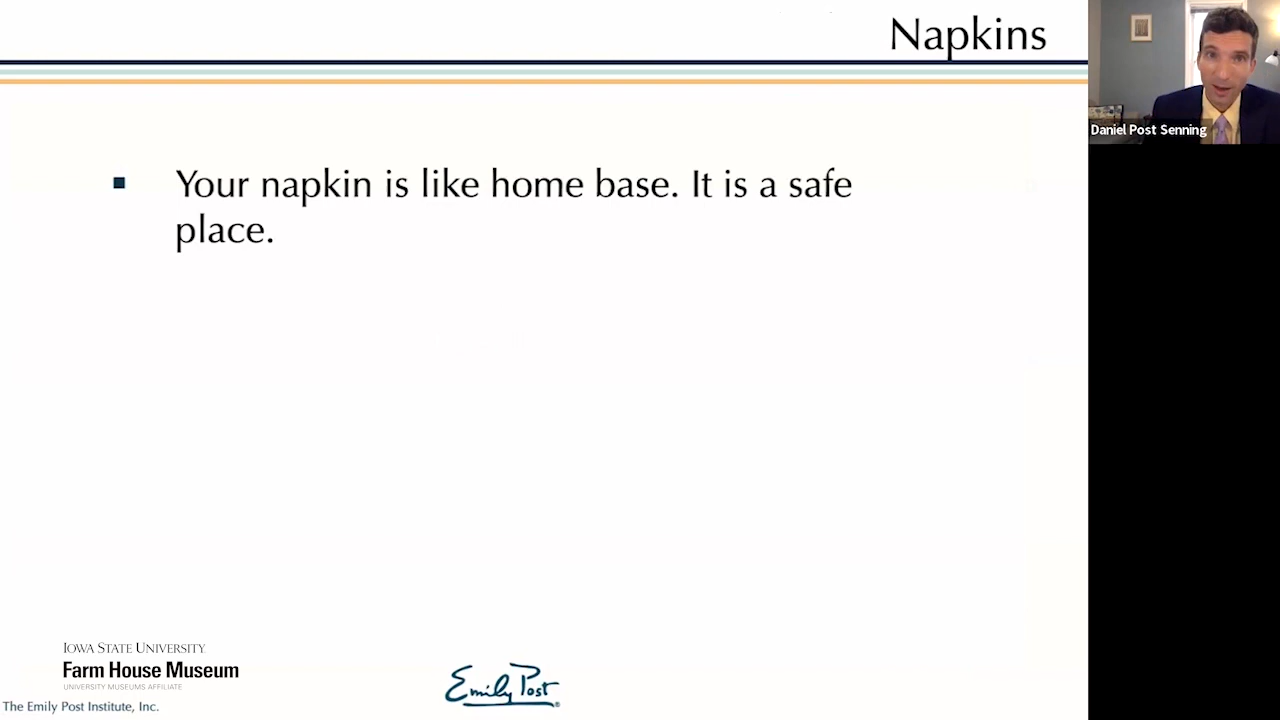 Napkins
Daniel Post Senning
▪ Your napkin is like home base. It is a safe
place.
IOWA STATE UNIVERSITY
Farm House Museum
UNIVERSITY MUSEUMS AFFILIATE
Emily Post®
The Emily Post Institute, Inc.